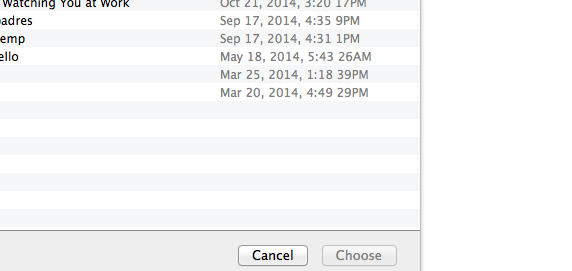 Watching You at Work Oct 21, 2014, 3:20 17PM
padres Sep 17, 2014, 4:35 9PM
emp Sep 17, 2014, 4:31 1PM
ello May 18, 2014, 5:43 26AM
Mar 25, 2014, 1:18 39PM
Mar 20, 2014, 4:49 29PM
Cancel Choose